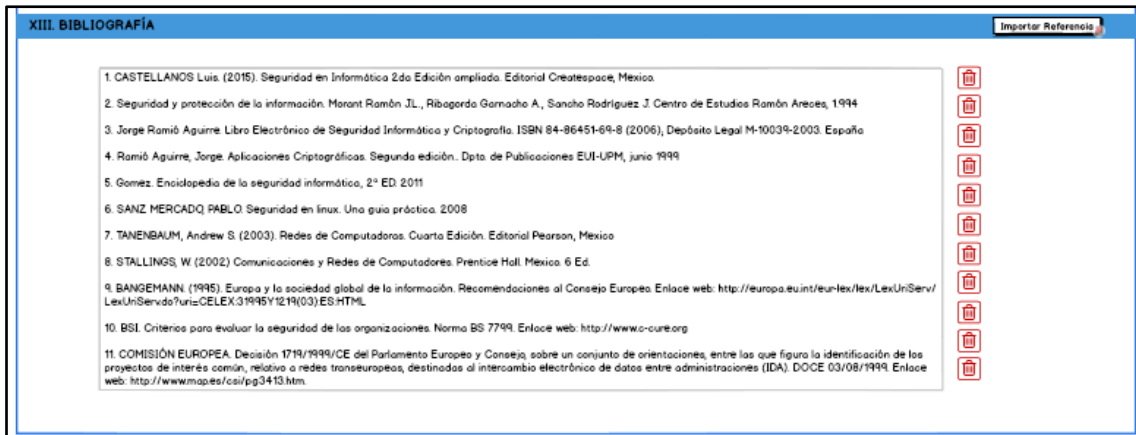 XIII. BIBLIOGRAFÍA
Importar Referencia
1. CASTELLANOS Luis. (2015). Seguridad en Informática 2da Edición ampliada. Editorial Createspace, Mexico.
2. Seguridad y protección de la información. Morant Ramón J.L., Ribagorda Garnacho A., Sancho Rodríguez J. Centro de Estudios Ramón Areces, 1.994
3. Jorge Ramió Aguirre. Libro Electrónico de Seguridad Informática y Criptografía. ISBN 84-86451-69-8 (2006), Depósito Legal M-10039-2003. España
4. Ramió Aguirre, Jorge. Aplicaciones Criptográficas. Segunda edición.. Dpto. de Publicaciones EUI-UPM, junio 1999
5. Gomez. Enciclopedia de la seguridad informática, 2ª ED. 2011
6. SANZ MERCADO, PABLO. Seguridad en linux. Una guia práctica. 2008
7. TANENBAUM, Andrew S. (2003). Redes de Computadoras. Cuarta Edición. Editorial Pearson, Mexico
8. STALLINGS, W. (2002) Comunicaciones y Redes de Computadores. Prentice Hall. Mexico. 6 Ed.
9. BANGEMANN. (1995). Europa y la sociedad global de la información. Recomendaciones al Consejo Europeo. Enlace web: http://europa.eu.int/eur-lex/lex/LexUriServ/
LexUriServ.do?uri=CELEX:31995Y1219(03):ES:HTML
10. BSI. Criterios para evaluar la seguridad de las organizaciones. Norma BS 7799. Enlace web: http://www.c-cure.org
11. COMISIÓN EUROPEA. Decisión 1719/1999/CE del Parlamento Europeo y Consejo, sobre un conjunto de orientaciones, entre las que figura la identificación de los
proyectos de interés común, relativo a redes transeuropeas, destinadas al intercambio electrónico de datos entre administraciones (IDA). DOCE 03/08/1999. Enlace
web: http://www.map.es/csi/pg3413.htm.